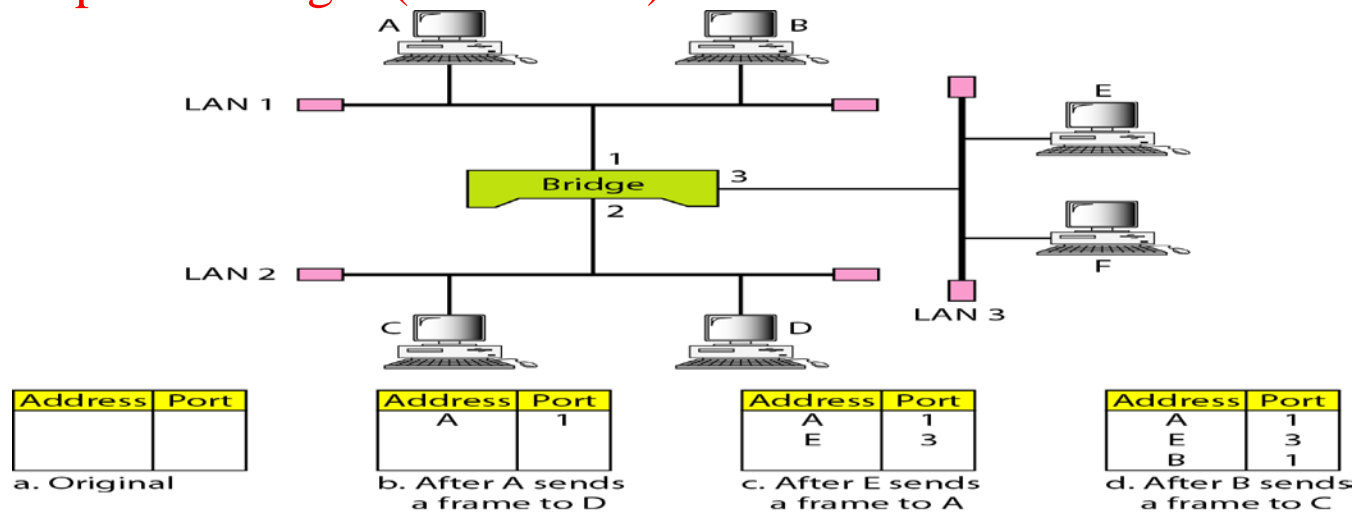 A
B
LAN 1
E
1
Bridge
3
2
F
LAN 2
LAN 3
C
D
Address Port
a. Original
Address Port
A 1
b. After A sends
a frame to D
Address Port
A 1
E 3
c. After E sends
a frame to A
Address Port
A 1
E 3
B 1
d. After B sends
a frame to C